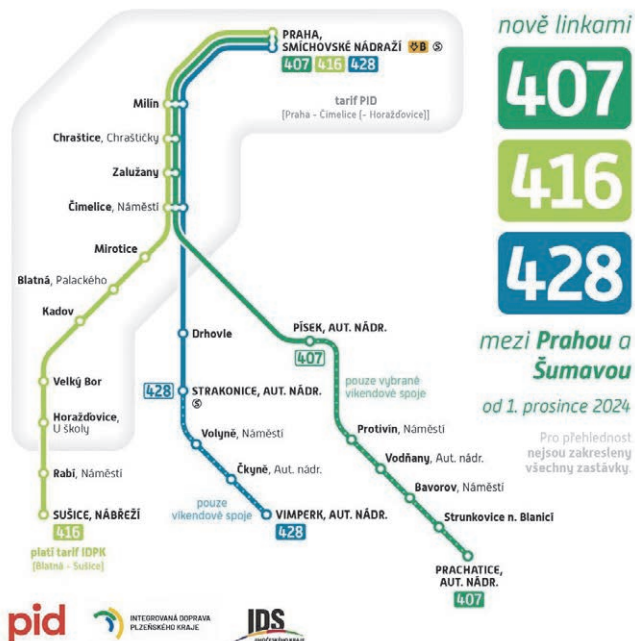 PRAHA,
SMÍCHOVSKÉ NÁDRAŽÍ B S
407 416 428
tarif PID
[Praha - Čimelice (- Horažďovice)]
Milín
Chraštice, Chraštičky
Zalužany
Čimelice, Náměstí
Mirotice
Blatná, Palackého
Kadov
Velký Bor
Horažďovice,
U školy
Rabí, Náměstí
SUŠICE, NÁBŘEŽÍ
416
platí tarif IDPK
[Blatná - Sušice]
Drhovle
428 STRAKONICE, AUT. NÁDR.
S
Volyně, Náměstí
Čkyně, Aut. nádr.
pouze
víkendové spoje
VIMPERK, AUT. NÁDR.
428
PÍSEK, AUT. NÁDR.
407
pouze vybrané
víkendové spoje
Protivín, Náměstí
Vodňany, Aut. nádr.
Bavorov, Náměstí
Strunkovice n. Blanicí
PRACHATICE,
AUT. NÁDR.
407
nově linkami
407
416
428
mezi Prahou a
Šumavou
od 1. prosince 2024
Pro přehlednost
nejsou zakresleny
všechny zastávky.
pid
INTEGROVANÁ DOPRAVA
PLZEŇSKÉHO KRAJE
IDS